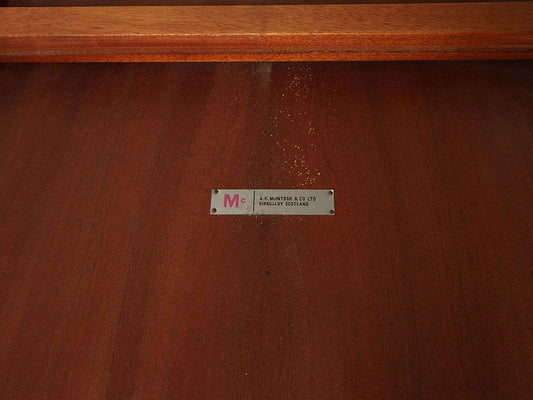 Mc
A.H. McINTOSH & CO LTD
KIRKCALDY SCOTLAND